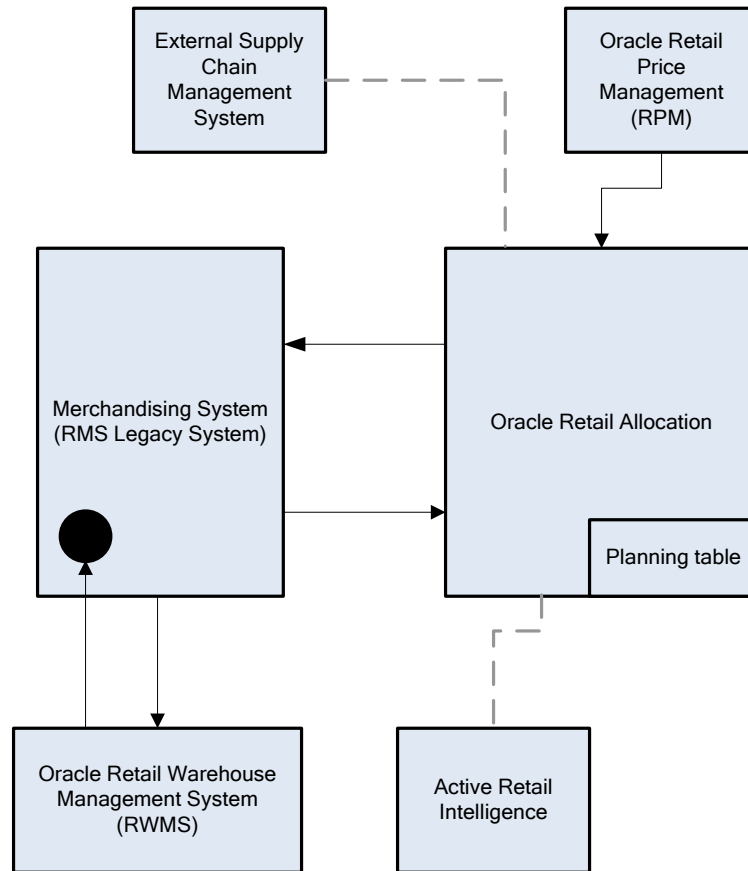 External Supply
Chain
Management
System
Oracle Retail
Price
Management
(RPM)
Merchandising System
(RMS Legacy System)
Oracle Retail Allocation
Planning table
Oracle Retail Warehouse
Management System
(RWMS)
Active Retail
Intelligence